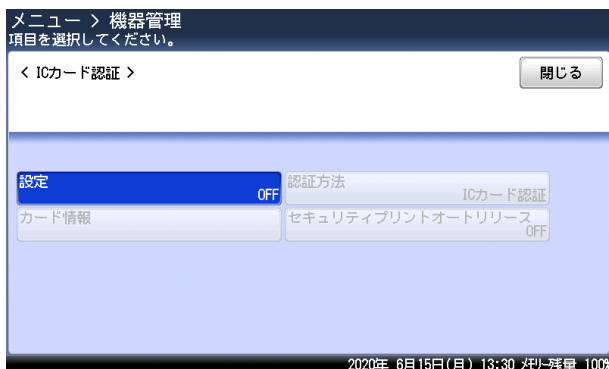 メニュー > 機器管理
項目を選択してください。
< ICカード認証 >
閉じる
設定
OFF
認証方法
ICカード認証
カード情報
セキュリティプリントオートリリース
OFF
2020年 6月15日(月) 13:30 メモリー残量 100%